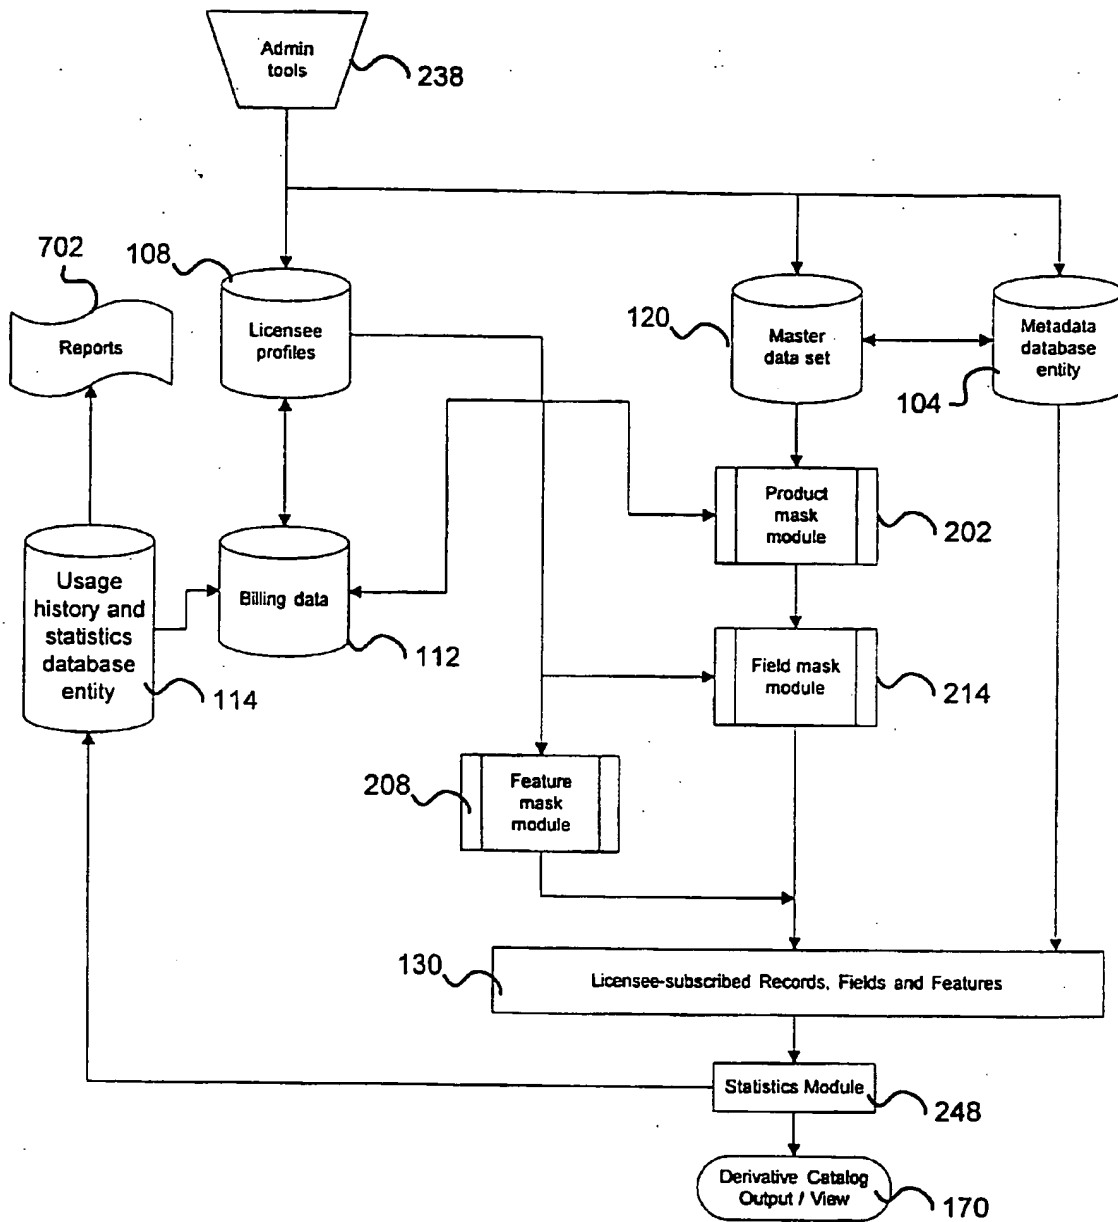 Admin
tools
238
702
108
Reports
Licensee
profiles
120
Master
data set
Metadata
database
entity
104
Product
mask
module
202
Usage
history and
statistics
database
entity
114
Billing data
112
Field mask
module
214
208
Feature
mask
module
130
Licensee-subscribed Records, Fields and Features
Statistics Module
248
Derivative Catalog
Output / View
170